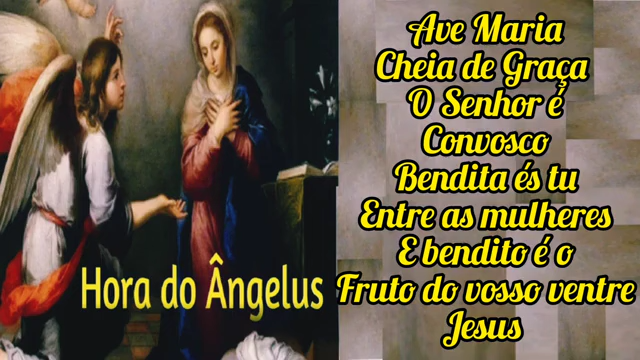 Hora do Ângelus
Ave Maria
Cheia de Graça
O Senhor é
Convosco
Bendita és tu
Entre as mulheres
E bendito é o
Fruto do vosso ventre
Jesus